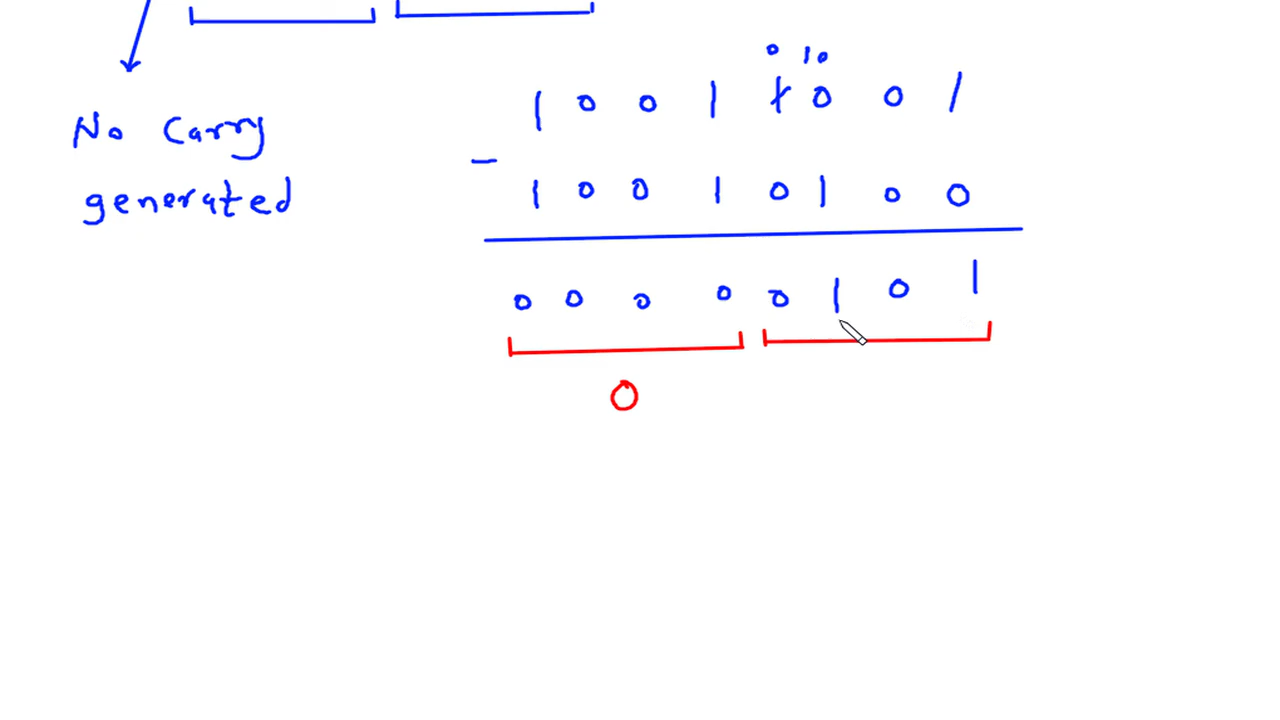 No Carry
generated
0 10
1 0 0 1 1 0 0 1
- 1 0 0 1 0 1 0 0
0 0 0 0 0 1 0 1
0